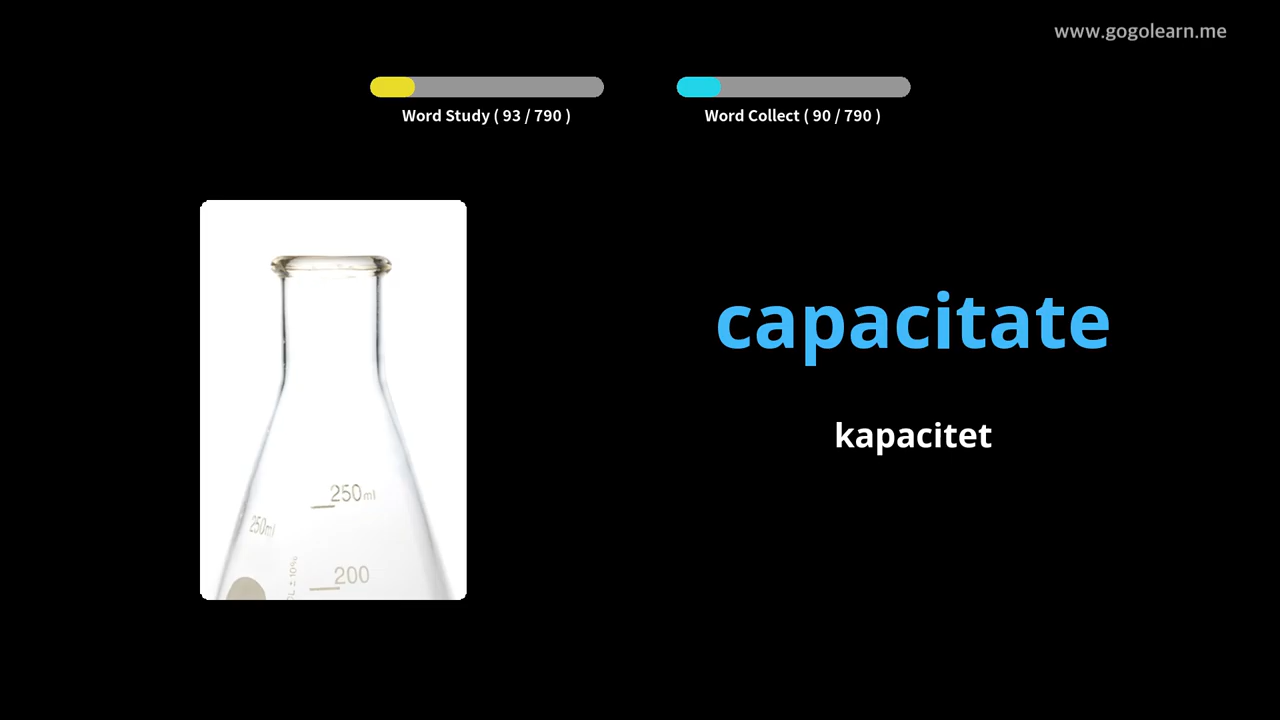 www.gogolearn.me
Word Study ( 93 / 790 )
Word Collect ( 90 / 790 )
capacitate
kapacitet
250ml
250ml
200